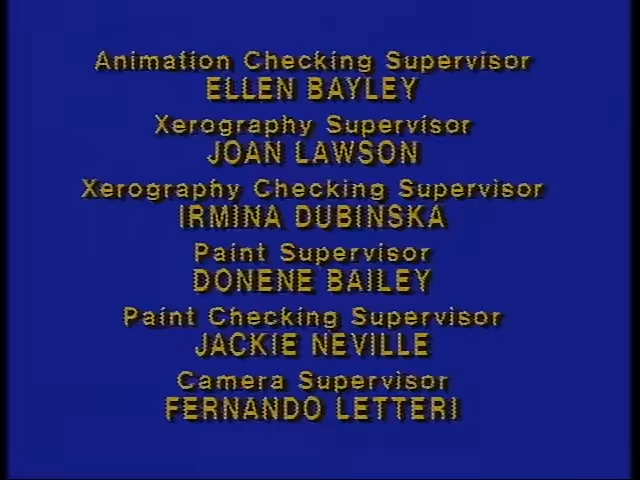 Animation Checking Supervisor
ELLEN BAYLEY
Xerography Supervisor
JOAN LAWSON
Xerography Checking Supervisor
IRMINA DUBINSKA
Paint Supervisor
DONENE BAILEY
Paint Checking Supervisor
JACKIE NEVILLE
Camera Supervisor
FERNANDO LETTERI